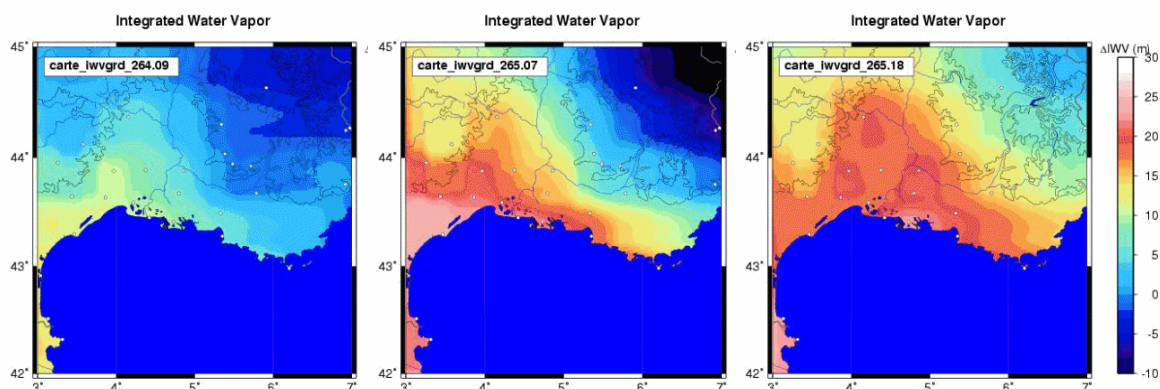 Integrated Water Vapor
Integrated Water Vapor
Integrated Water Vapor
45˚
carte_iwvgrd_264.09
44˚
43˚
42˚
3˚ 4˚ 5˚ 6˚ 7˚
45˚
carte_iwvgrd_265.07
44˚
43˚
42˚
3˚ 4˚ 5˚ 6˚ 7˚
45˚
carte_iwvgrd_265.18
44˚
43˚
42˚
3˚ 4˚ 5˚ 6˚ 7˚
ΔIWV (m)
30
25
20
15
10
5
0
-5
-10